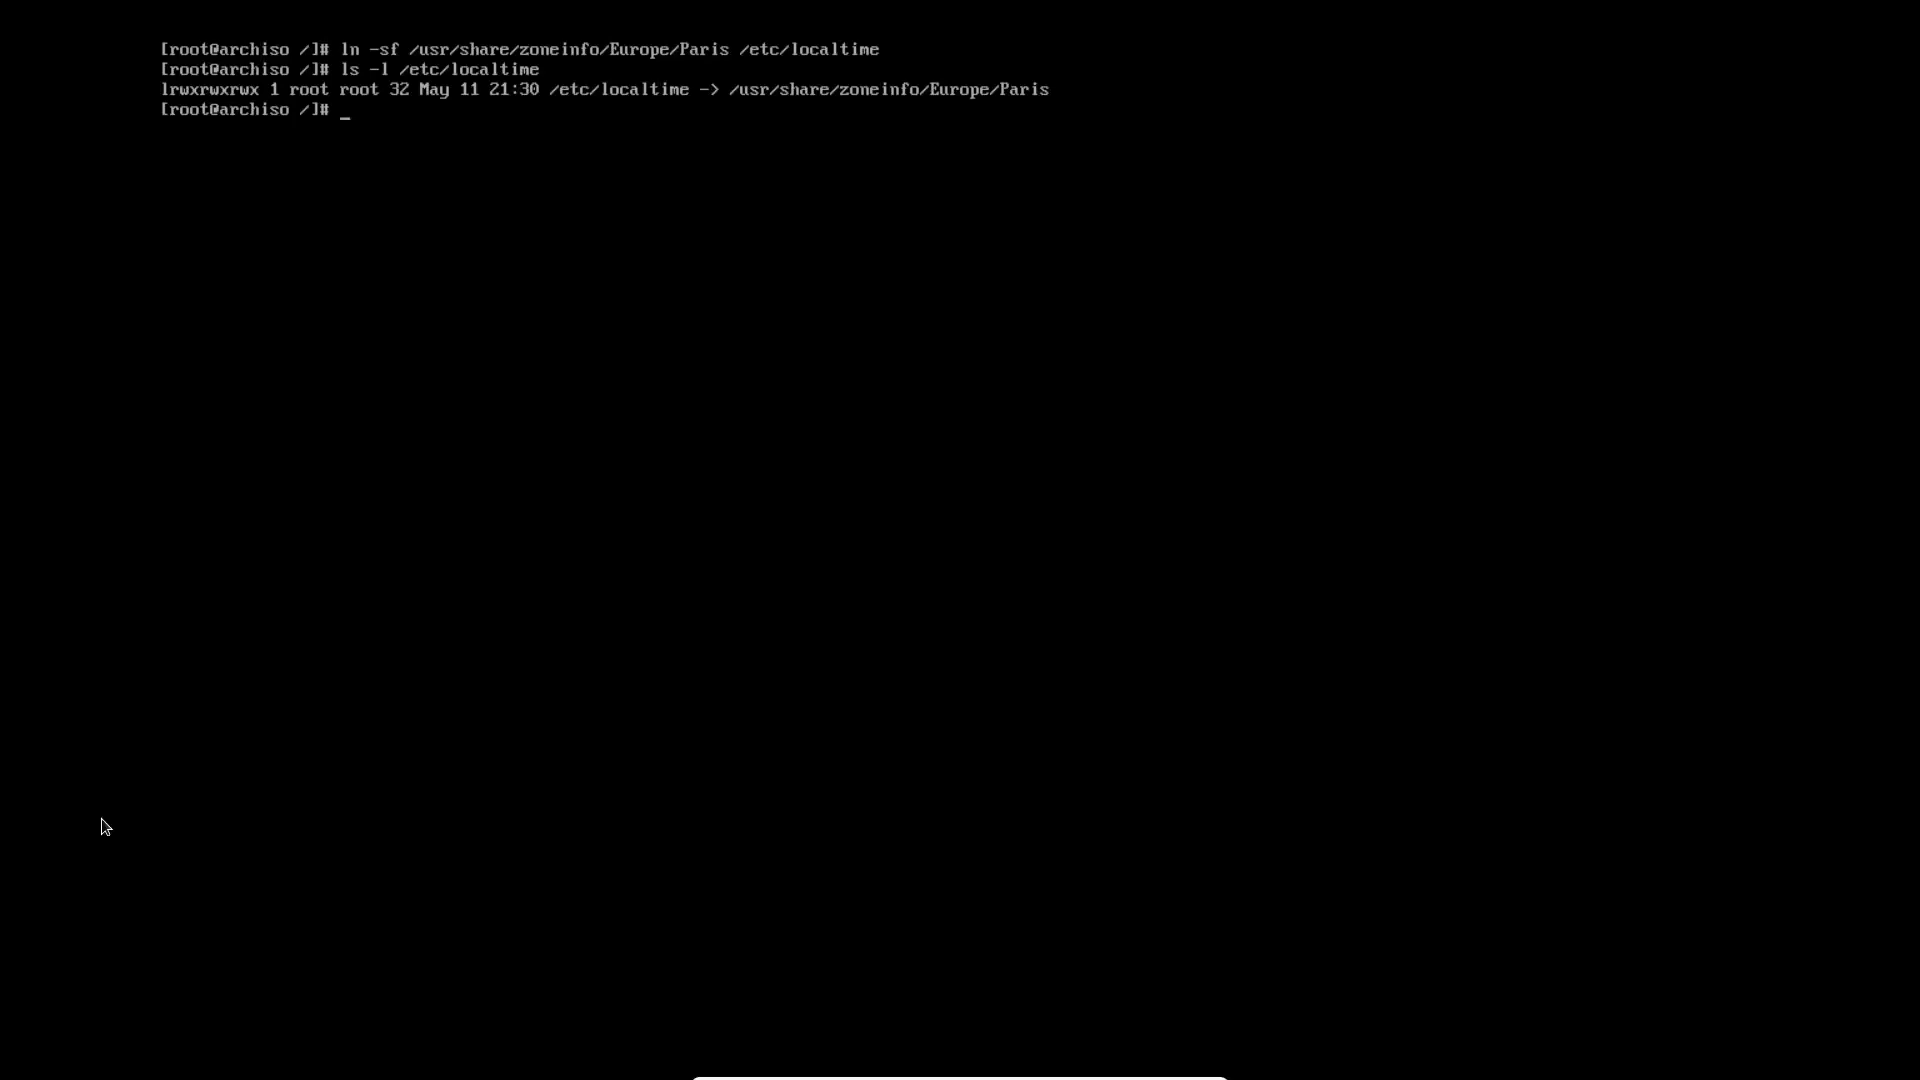 [root@archiso /]# ln -sf /usr/share/zoneinfo/Europe/Paris /etc/localtime
[root@archiso /]# ls -l /etc/localtime
lrwxrwxrwx 1 root root 32 May 11 21:30 /etc/localtime -> /usr/share/zoneinfo/Europe/Paris
[root@archiso /]# _